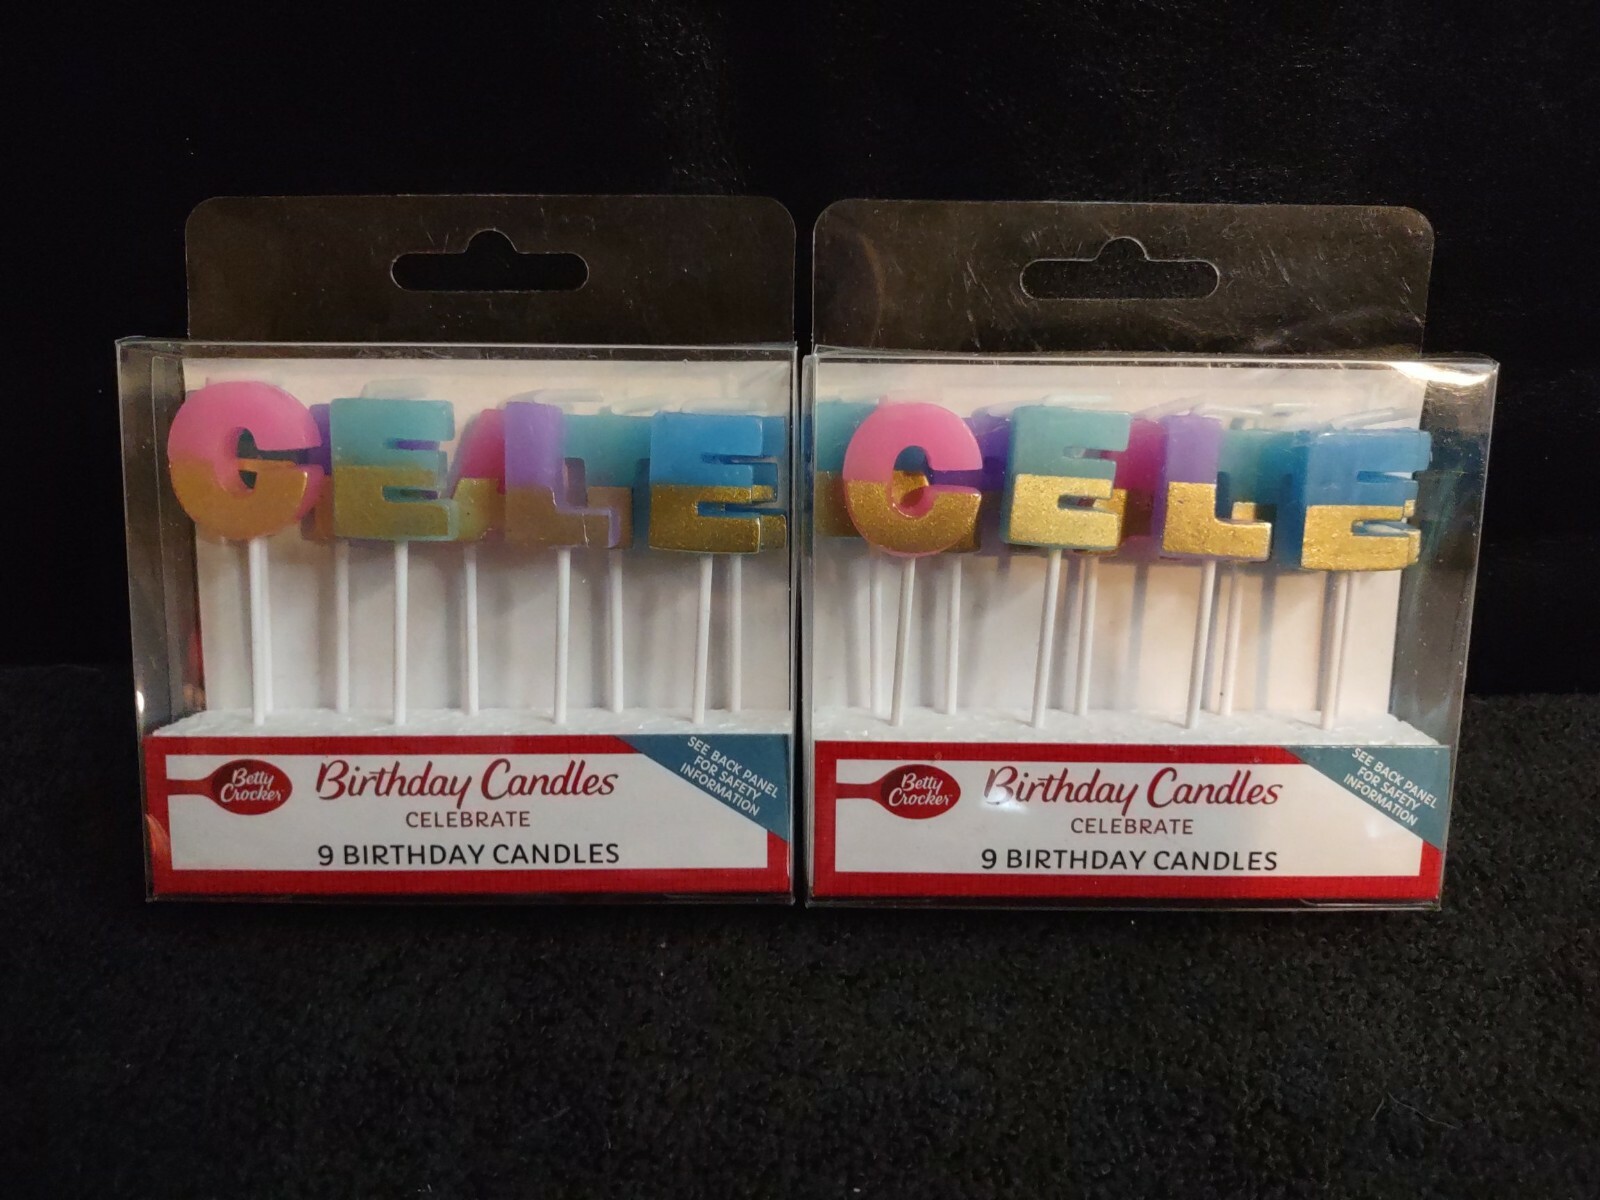 CELE
Betty
Crocker
Birthday Candles
CELEBRATE
9 BIRTHDAY CANDLES
SEE BACK PANEL
FOR SAFETY
INFORMATION
CELE
Betty
Crocker
Birthday Candles
CELEBRATE
9 BIRTHDAY CANDLES
SEE BACK PANEL
FOR SAFETY
INFORMATION